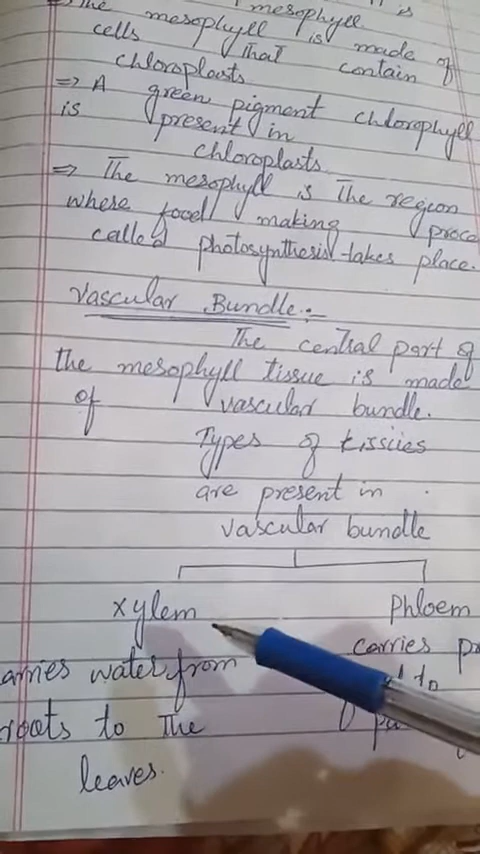 mesophyll is
=> The mesophyll is made of
cells that contain
chloroplasts
=> A green pigment chlorophyll
is present in
chloroplasts
=> The mesophyll is the region
where food making
called photosynthesis takes place.
Vascular Bundle:-
The central part of
the mesophyll tissue is made
of vascular bundle.
Types of tissues
are present in
vascular bundle
xylem Phloem
water from carries
roots to the to
leaves.